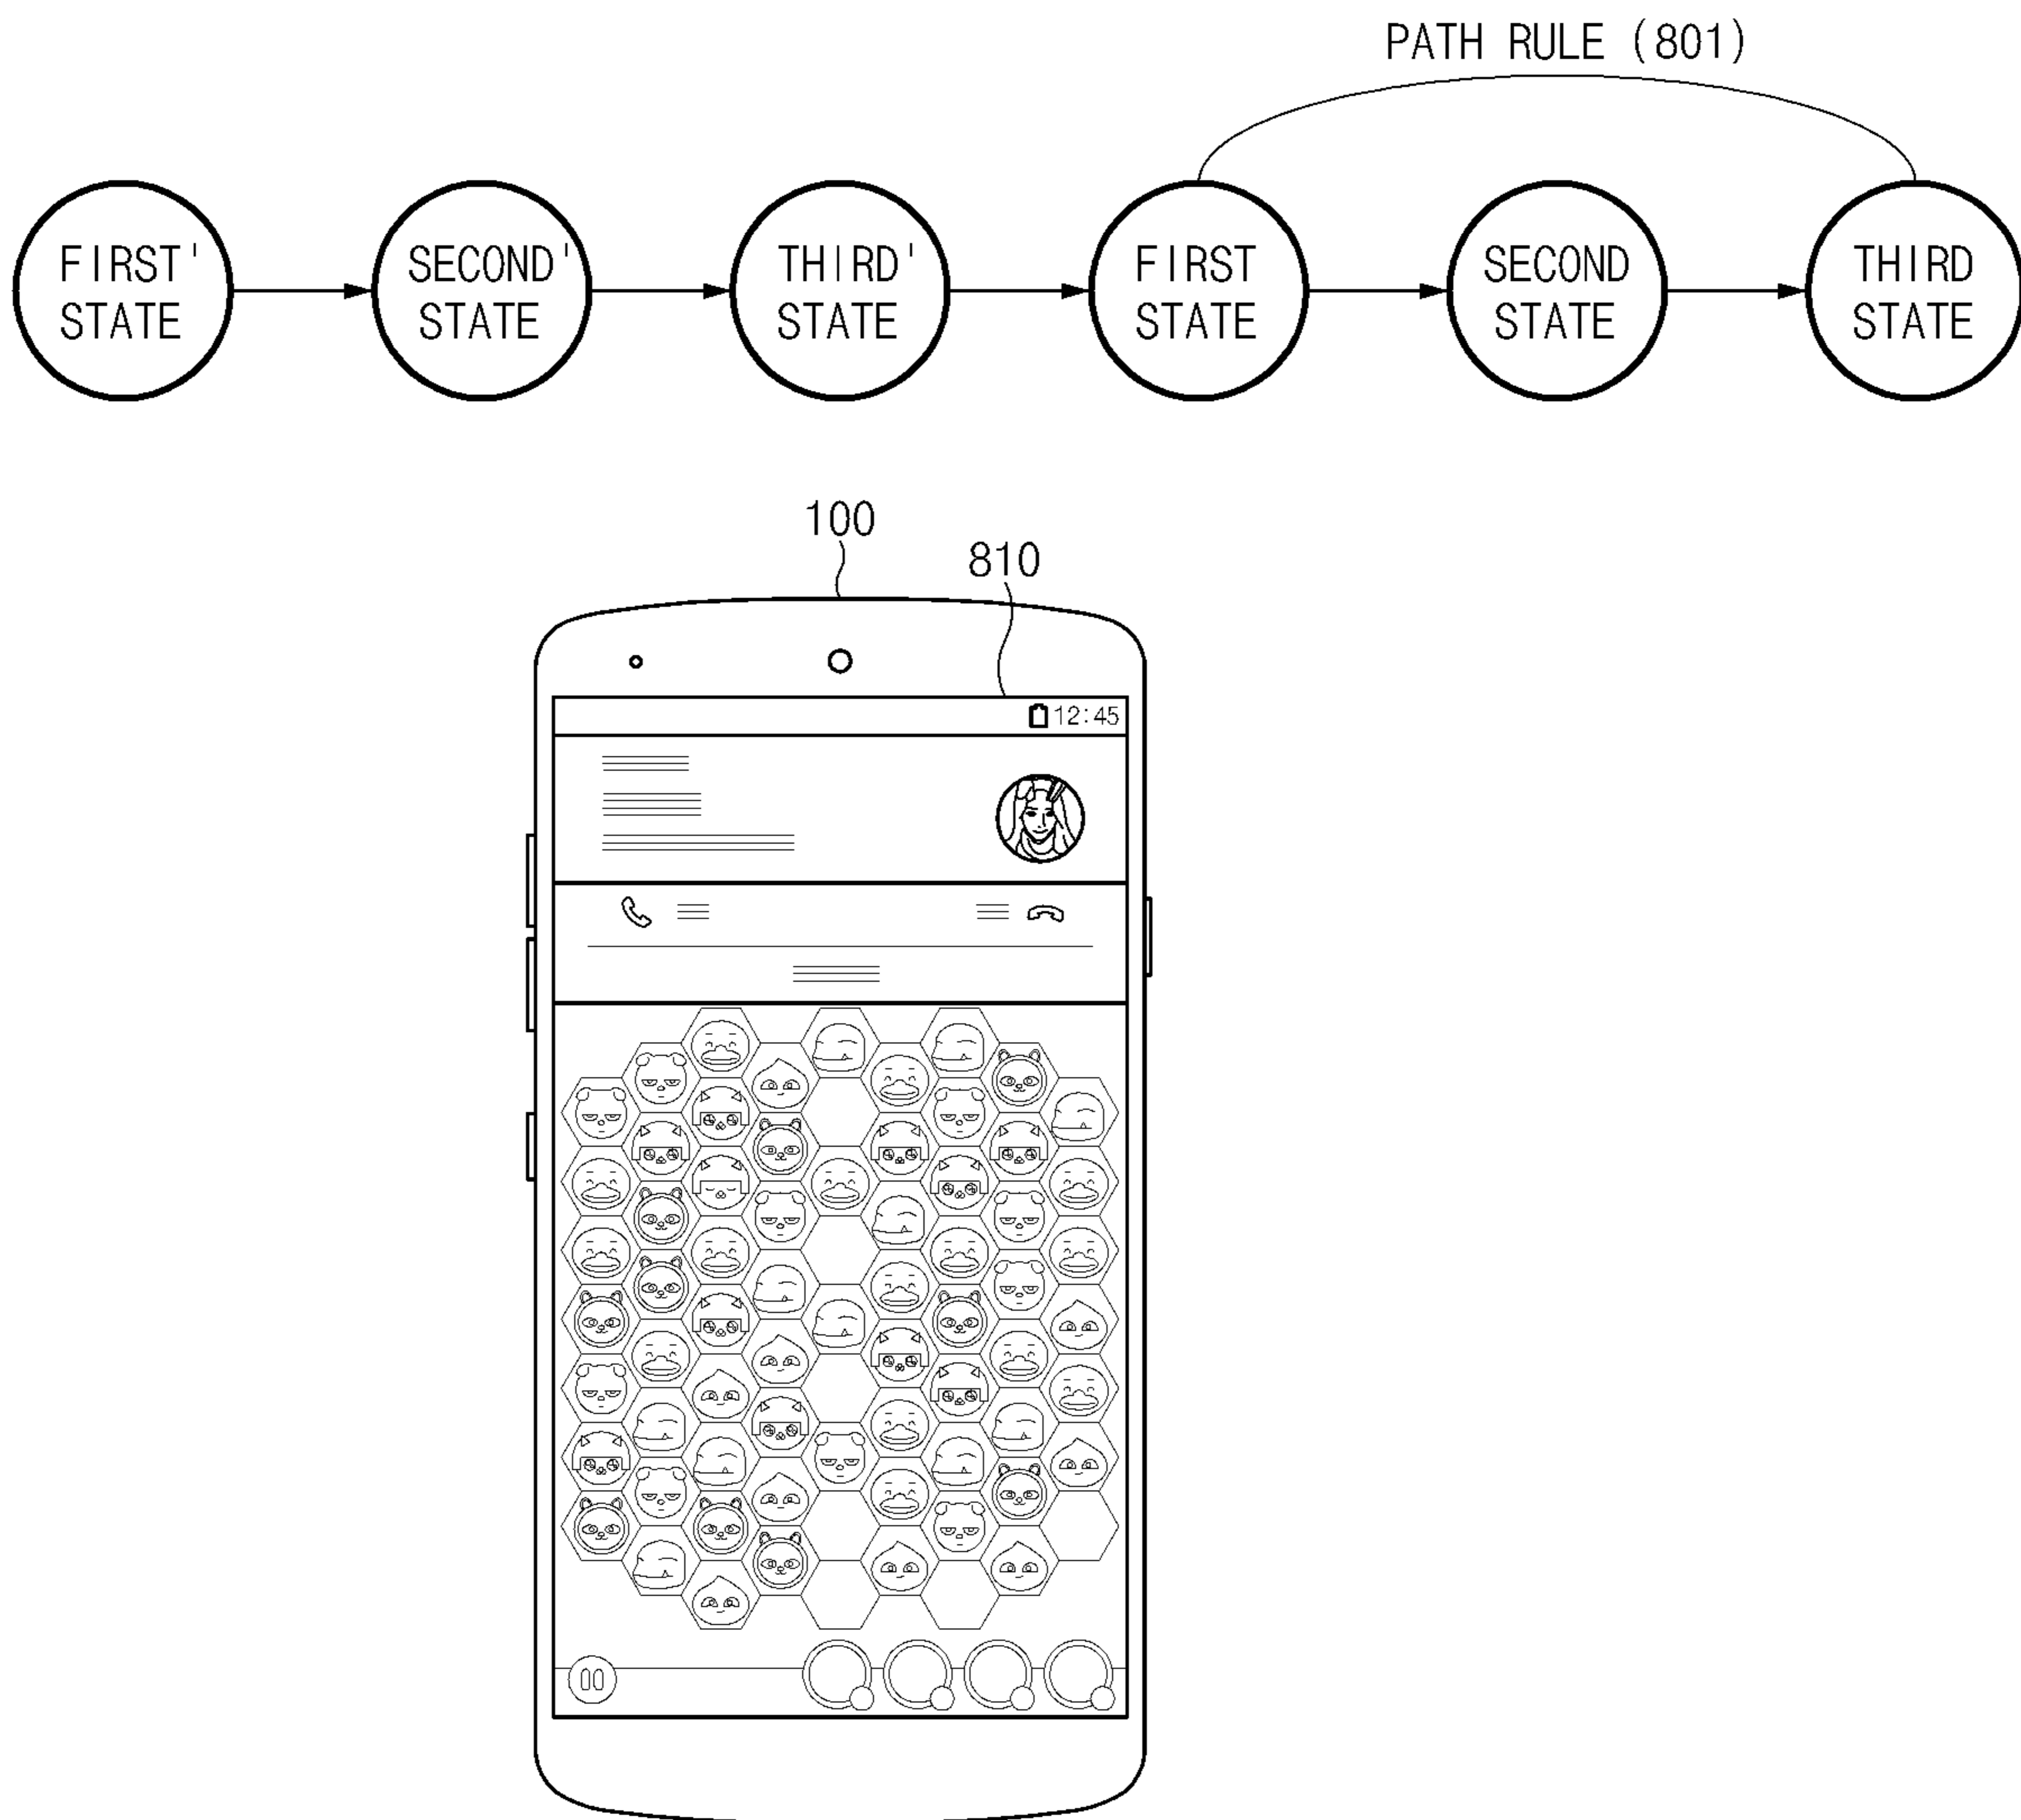 PATH RULE (801)
FIRST' STATE
SECOND' STATE
THIRD' STATE
FIRST STATE
SECOND STATE
THIRD STATE
100
810
12:45